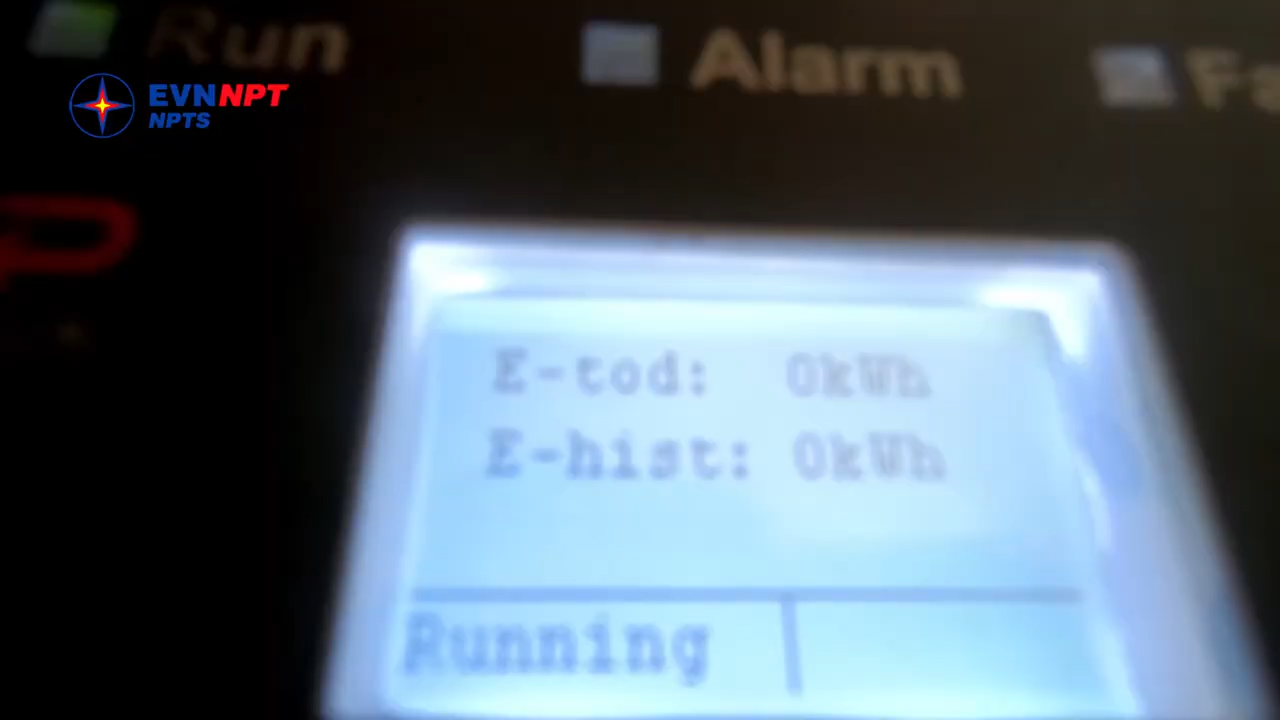 Run
Alarm
EVNNPT
NPTS
E-tod: 0kWh
E-hist: 0kWh
Running